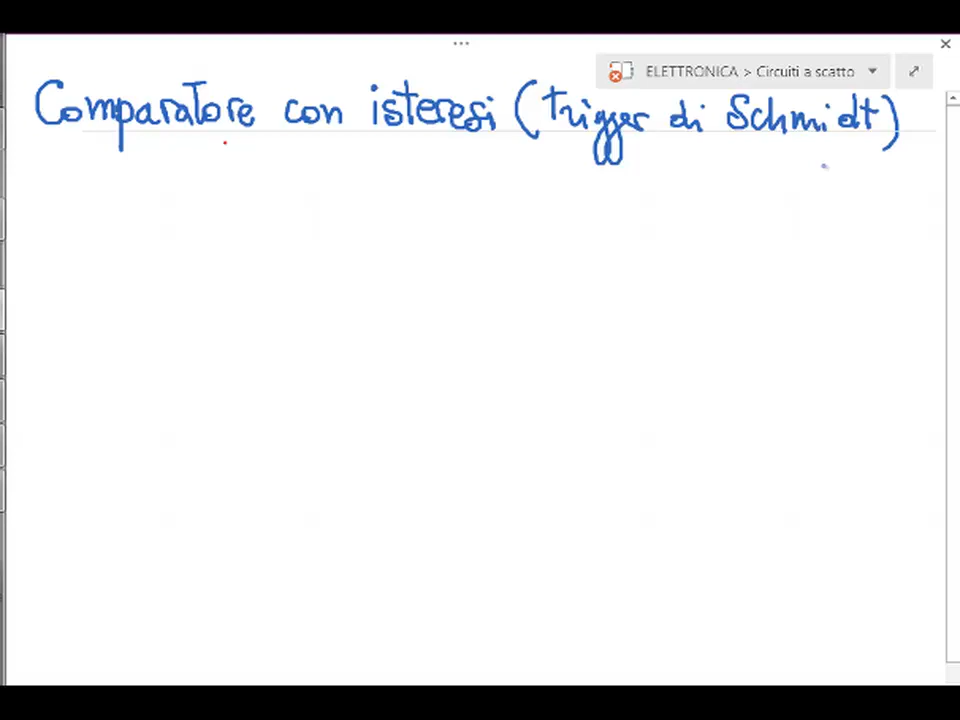 ELETTRONICA > Circuiti a scatto
Comparatore con isteresi (trigger di Schmidt)